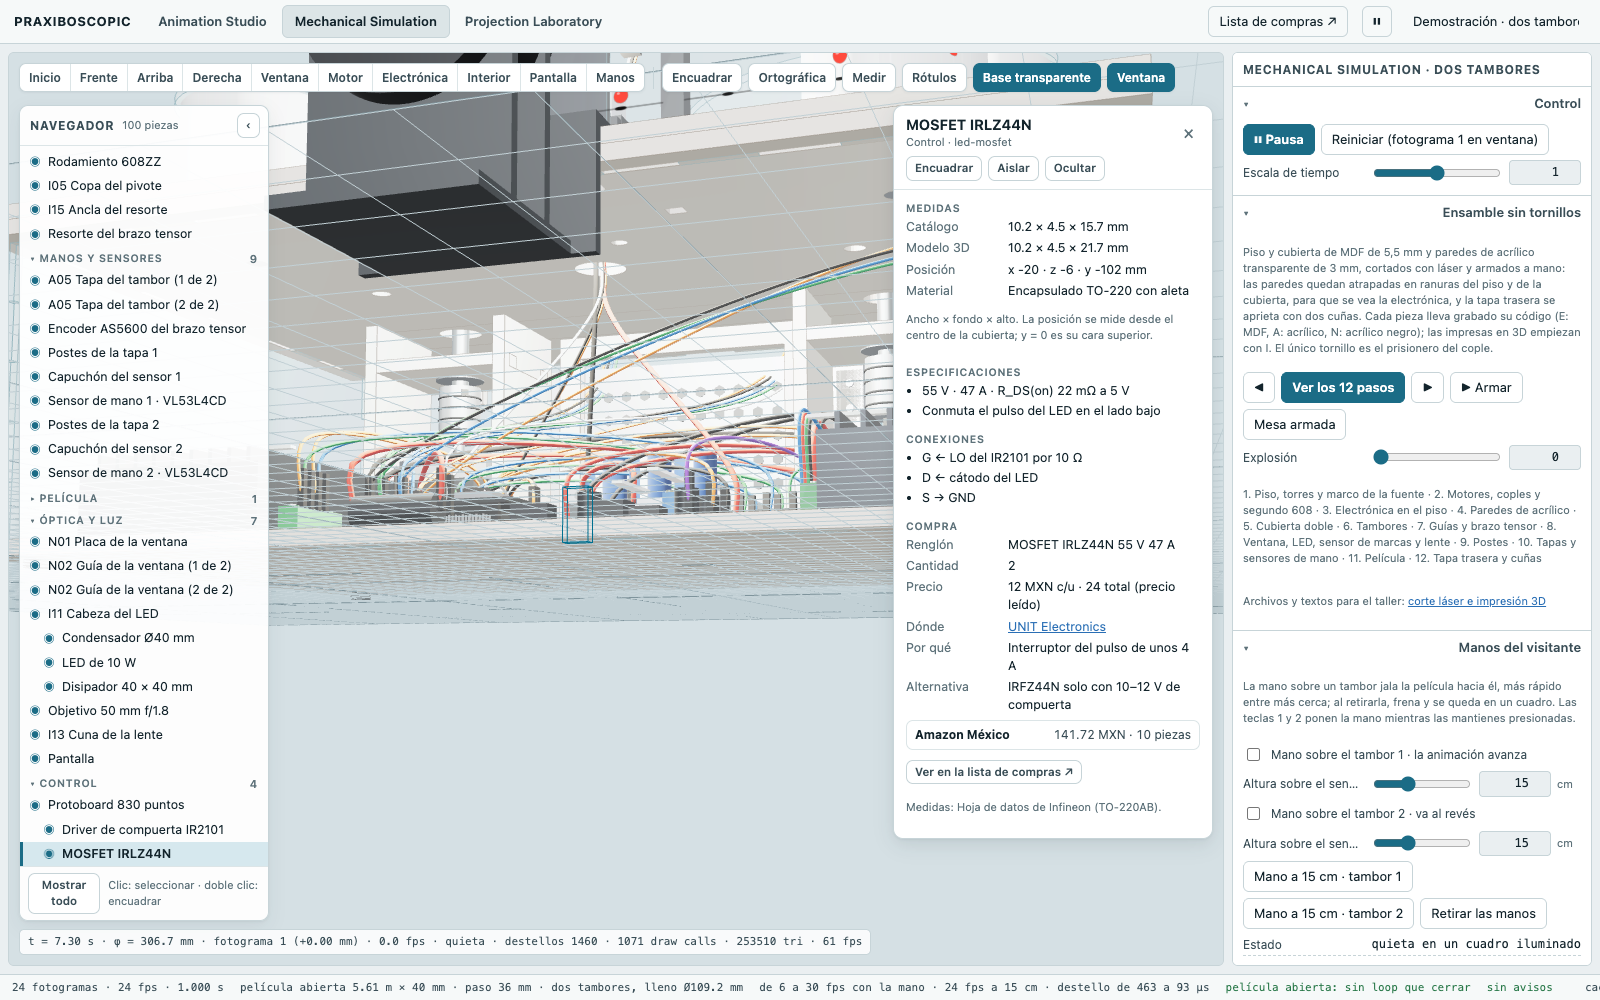 PRAXIBOSCOPIC
Animation Studio
Mechanical Simulation
Projection Laboratory
Lista de compras ↗
Demostración · dos tambor
Inicio
Frente
Arriba
Derecha
Ventana
Motor
Electrónica
Interior
Pantalla
Manos
Encuadrar
Ortográfica
Medir
Rótulos
Base transparente
Ventana
NAVEGADOR 100 piezas
Rodamiento 608ZZ
I05 Copa del pivote
I15 Ancla del resorte
Resorte del brazo tensor
MANOS Y SENSORES 9
A05 Tapa del tambor (1 de 2)
A05 Tapa del tambor (2 de 2)
Encoder AS5600 del brazo tensor
Postes de la tapa 1
Capuchón del sensor 1
Sensor de mano 1 · VL53L4CD
Postes de la tapa 2
Capuchón del sensor 2
Sensor de mano 2 · VL53L4CD
PELÍCULA 1
ÓPTICA Y LUZ 7
N01 Placa de la ventana
N02 Guía de la ventana (1 de 2)
N02 Guía de la ventana (2 de 2)
I11 Cabeza del LED
Condensador Ø40 mm
LED de 10 W
Disipador 40 × 40 mm
Objetivo 50 mm f/1.8
I13 Cuna de la lente
Pantalla
CONTROL 4
Protoboard 830 puntos
Driver de compuerta IR2101
MOSFET IRLZ44N
Mostrar todo
Clic: seleccionar · doble clic:
encuadrar
MOSFET IRLZ44N
Control · led-mosfet
Encuadrar
Aislar
Ocultar
MEDIDAS
Catálogo 10.2 × 4.5 × 15.7 mm
Modelo 3D 10.2 × 4.5 × 21.7 mm
Posición x -20 · z -6 · y -102 mm
Material Encapsulado TO-220 con aleta
Ancho × fondo × alto. La posición se mide desde el
centro de la cubierta; y = 0 es su cara superior.
ESPECIFICACIONES
• 55 V · 47 A · R_DS(on) 22 mΩ a 5 V
• Conmuta el pulso del LED en el lado bajo
CONEXIONES
• G ← LO del IR2101 por 10 Ω
• D ← cátodo del LED
• S → GND
COMPRA
Renglón MOSFET IRLZ44N 55 V 47 A
Cantidad 2
Precio 12 MXN c/u · 24 total (precio
leído)
Dónde UNIT Electronics
Por qué Interruptor del pulso de unos 4
A
Alternativa IRFZ44N solo con 10–12 V de
compuerta
Amazon México 141.72 MXN · 10 piezas
Ver en la lista de compras ↗
Medidas: Hoja de datos de Infineon (TO-220AB).
t = 7.30 s · φ = 306.7 mm · fotograma 1 (+0.00 mm) · 0.0 fps · quieta · destellos 1460 · 1071 draw calls · 253510 tri · 61 fps
MECHANICAL SIMULATION · DOS TAMBORES
Control
Pausa
Reiniciar (fotograma 1 en ventana)
Escala de tiempo 1
Ensamble sin tornillos
Piso y cubierta de MDF de 5,5 mm y paredes de acrílico
transparente de 3 mm, cortados con láser y armados a mano:
las paredes quedan atrapadas en ranuras del piso y de la
cubierta, para que se vea la electrónica, y la tapa trasera se
aprieta con dos cuñas. Cada pieza lleva grabado su código (E:
MDF, A: acrílico, N: acrílico negro); las impresas en 3D empiezan
con I. El único tornillo es el prisionero del cople.
◀
Ver los 12 pasos
▶
▶ Armar
Mesa armada
Explosión 0
1. Piso, torres y marco de la fuente · 2. Motores, coples y
segundo 608 · 3. Electrónica en el piso · 4. Paredes de acrílico ·
5. Cubierta doble · 6. Tambores · 7. Guías y brazo tensor · 8.
Ventana, LED, sensor de marcas y lente · 9. Postes · 10. Tapas y
sensores de mano · 11. Película · 12. Tapa trasera y cuñas
Archivos y textos para el taller: corte láser e impresión 3D
Manos del visitante
La mano sobre un tambor jala la película hacia él, más rápido
entre más cerca; al retirarla, frena y se queda en un cuadro. Las
teclas 1 y 2 ponen la mano mientras las mantienes presionadas.
Mano sobre el tambor 1 · la animación avanza
Altura sobre el sen... 15 cm
Mano sobre el tambor 2 · va al revés
Altura sobre el sen... 15 cm
Mano a 15 cm · tambor 1
Mano a 15 cm · tambor 2
Retirar las manos
Estado quieta en un cuadro iluminado
24 fotogramas · 24 fps · 1.000 s película abierta 5.61 m × 40 mm · paso 36 mm · dos tambores, lleno Ø109.2 mm de 6 a 30 fps con la mano · 24 fps a 15 cm · destello de 463 a 93 μs película abierta: sin loop que cerrar sin avisos